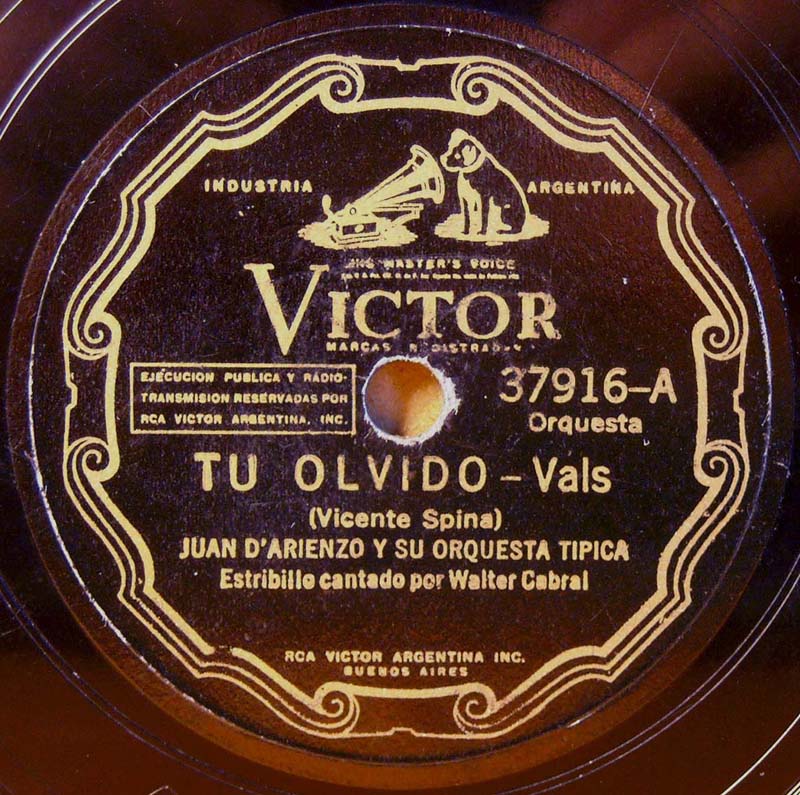 INDUSTRIA ARGENTINA
HIS MASTER'S VOICE
VICTOR
MARCAS REGISTRADAS
EJECUCION PUBLICA Y RADIO-
TRANSMISION RESERVADAS POR
RCA VICTOR ARGENTINA, INC.
37916-A
Orquesta
TU OLVIDO - Vals
(Vicente Spina)
JUAN D'ARIENZO Y SU ORQUESTA TIPICA
Estribillo cantado por Walter Cabral
RCA VICTOR ARGENTINA INC.
BUENOS AIRES